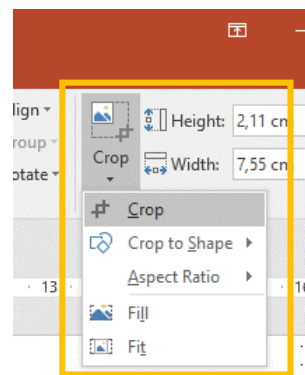 lign
Height: 2,11 cm
roup
Crop
Width: 7,55 cm
otate
Crop
Crop to Shape
13
Aspect Ratio
16
Fill
Fit